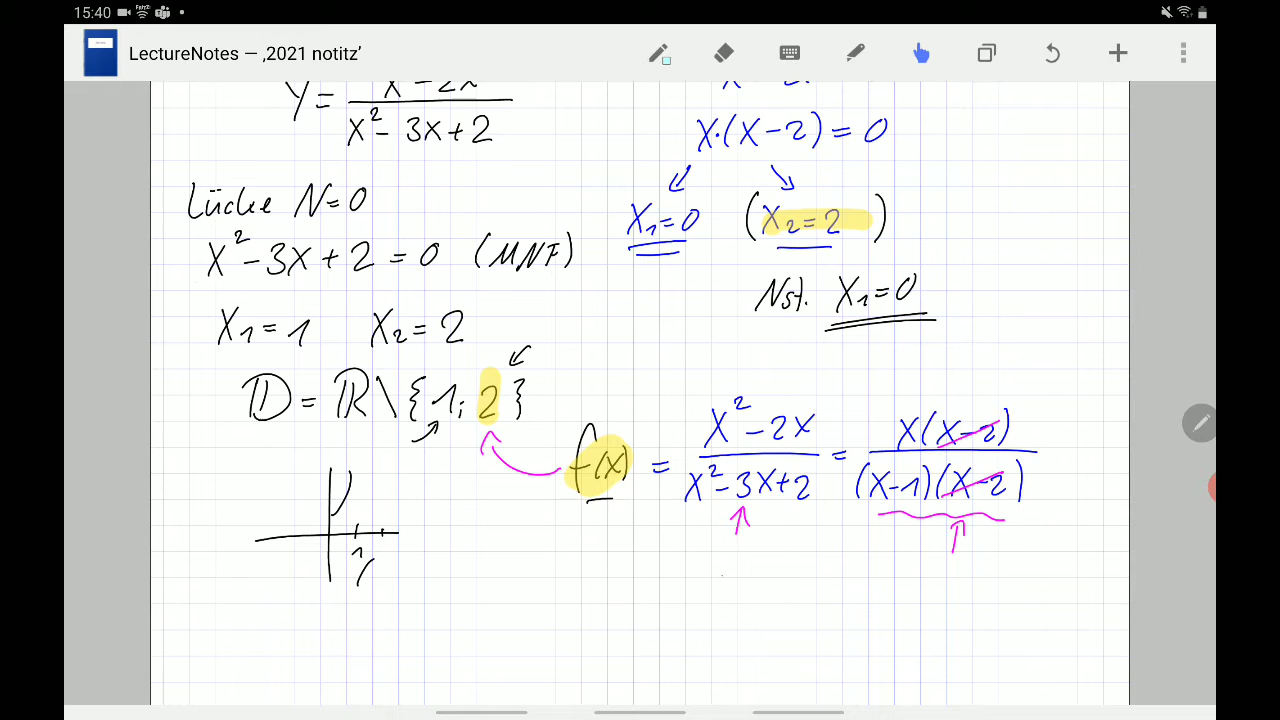 15:40
LectureNotes — ‚2021 notitz’
y = x² - 2x / x² - 3x + 2
Lücke N = 0
x² - 3x + 2 = 0 (MNF)
x₁ = 1 x₂ = 2
𝔻 = ℝ \ { 1; 2 }
1
x·(x - 2) = 0
x₁ = 0 (x₂ = 2)
Nst. x₁ = 0
f(x) = x² - 2x / x² - 3x + 2 = x(x - 2) / (x - 1)(x - 2)